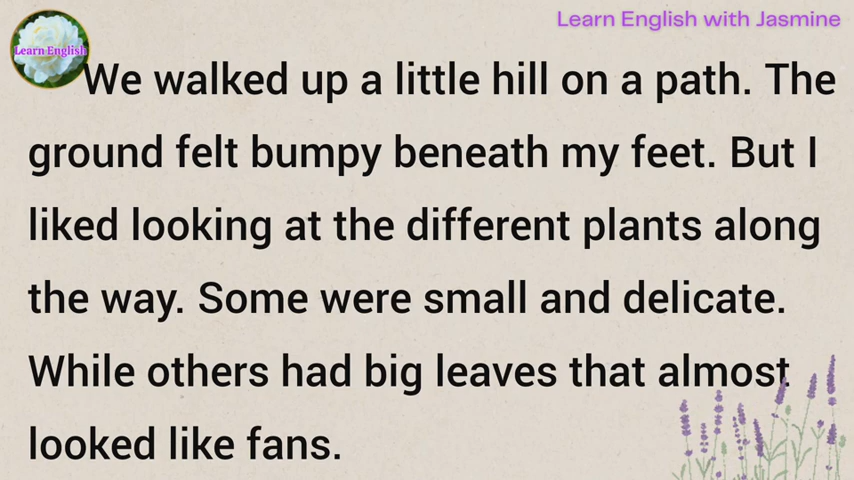 Learn English with Jasmine
Learn English
We walked up a little hill on a path. The
ground felt bumpy beneath my feet. But I
liked looking at the different plants along
the way. Some were small and delicate.
While others had big leaves that almost
looked like fans.